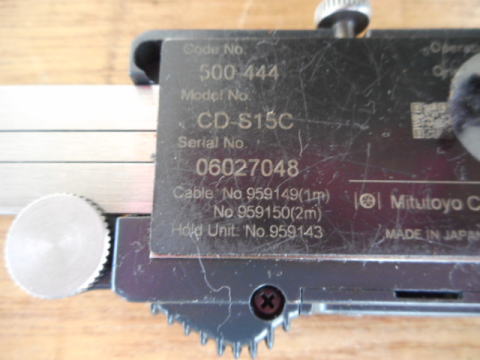 Code No.
500-444
Model No.
CD-S15C
Serial No.
06027048
Cable No.959149(1m)
No.959150(2m)
Hold Unit: No.959143
Operat
Mitutoyo C
MADE IN JAPAN